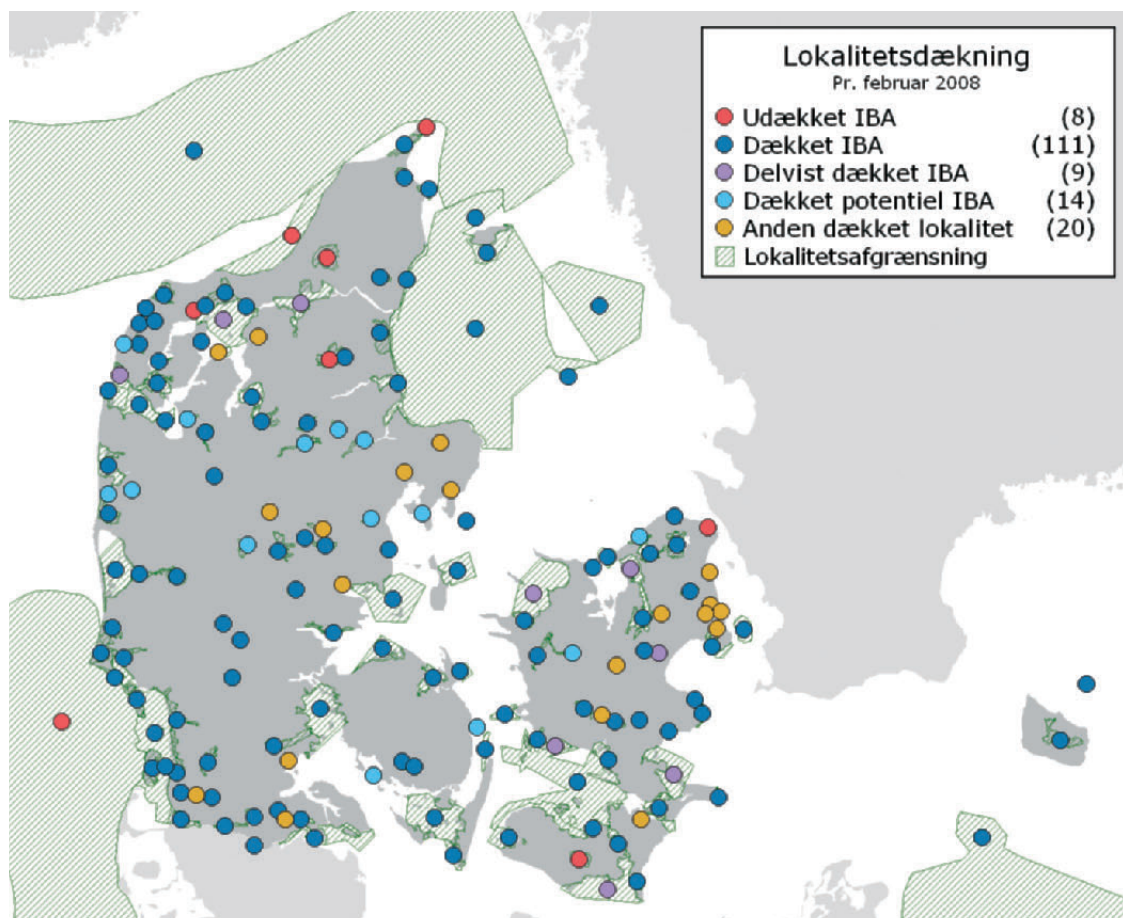 Lokalitetsdækning
Pr. februar 2008
Udækket IBA (8)
Dækket IBA (111)
Delvist dækket IBA (9)
Dækket potentiel IBA (14)
Anden dækket lokalitet (20)
Lokalitetsafgrænsning